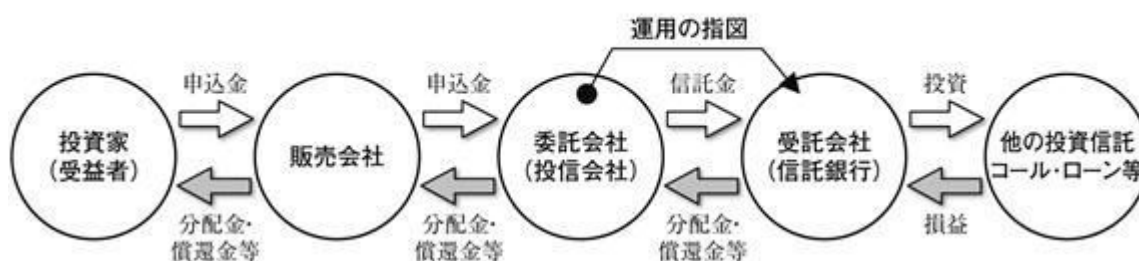 運用の指図
申込金
申込金
信託金
投資
投資家
(受益者)
販売会社
委託会社
(投信会社)
受託会社
(信託銀行)
他の投資信託
コール・ローン等
分配金・
償還金等
分配金・
償還金等
分配金・
償還金等
損益